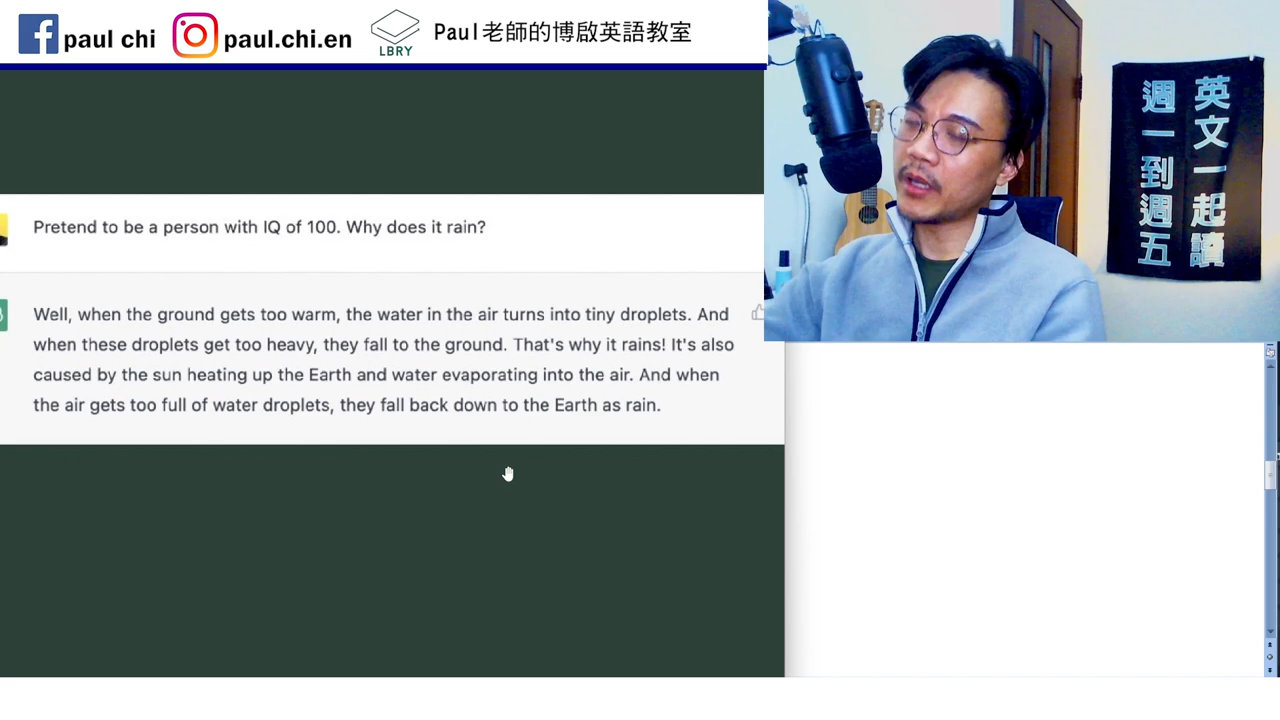 paul chi
paul.chi.en
LBRY
Paul老師的博啟英語教室
英文一起讀
週一到週五
Pretend to be a person with IQ of 100. Why does it rain?
Well, when the ground gets too warm, the water in the air turns into tiny droplets. And
when these droplets get too heavy, they fall to the ground. That's why it rains! It's also
caused by the sun heating up the Earth and water evaporating into the air. And when
the air gets too full of water droplets, they fall back down to the Earth as rain.